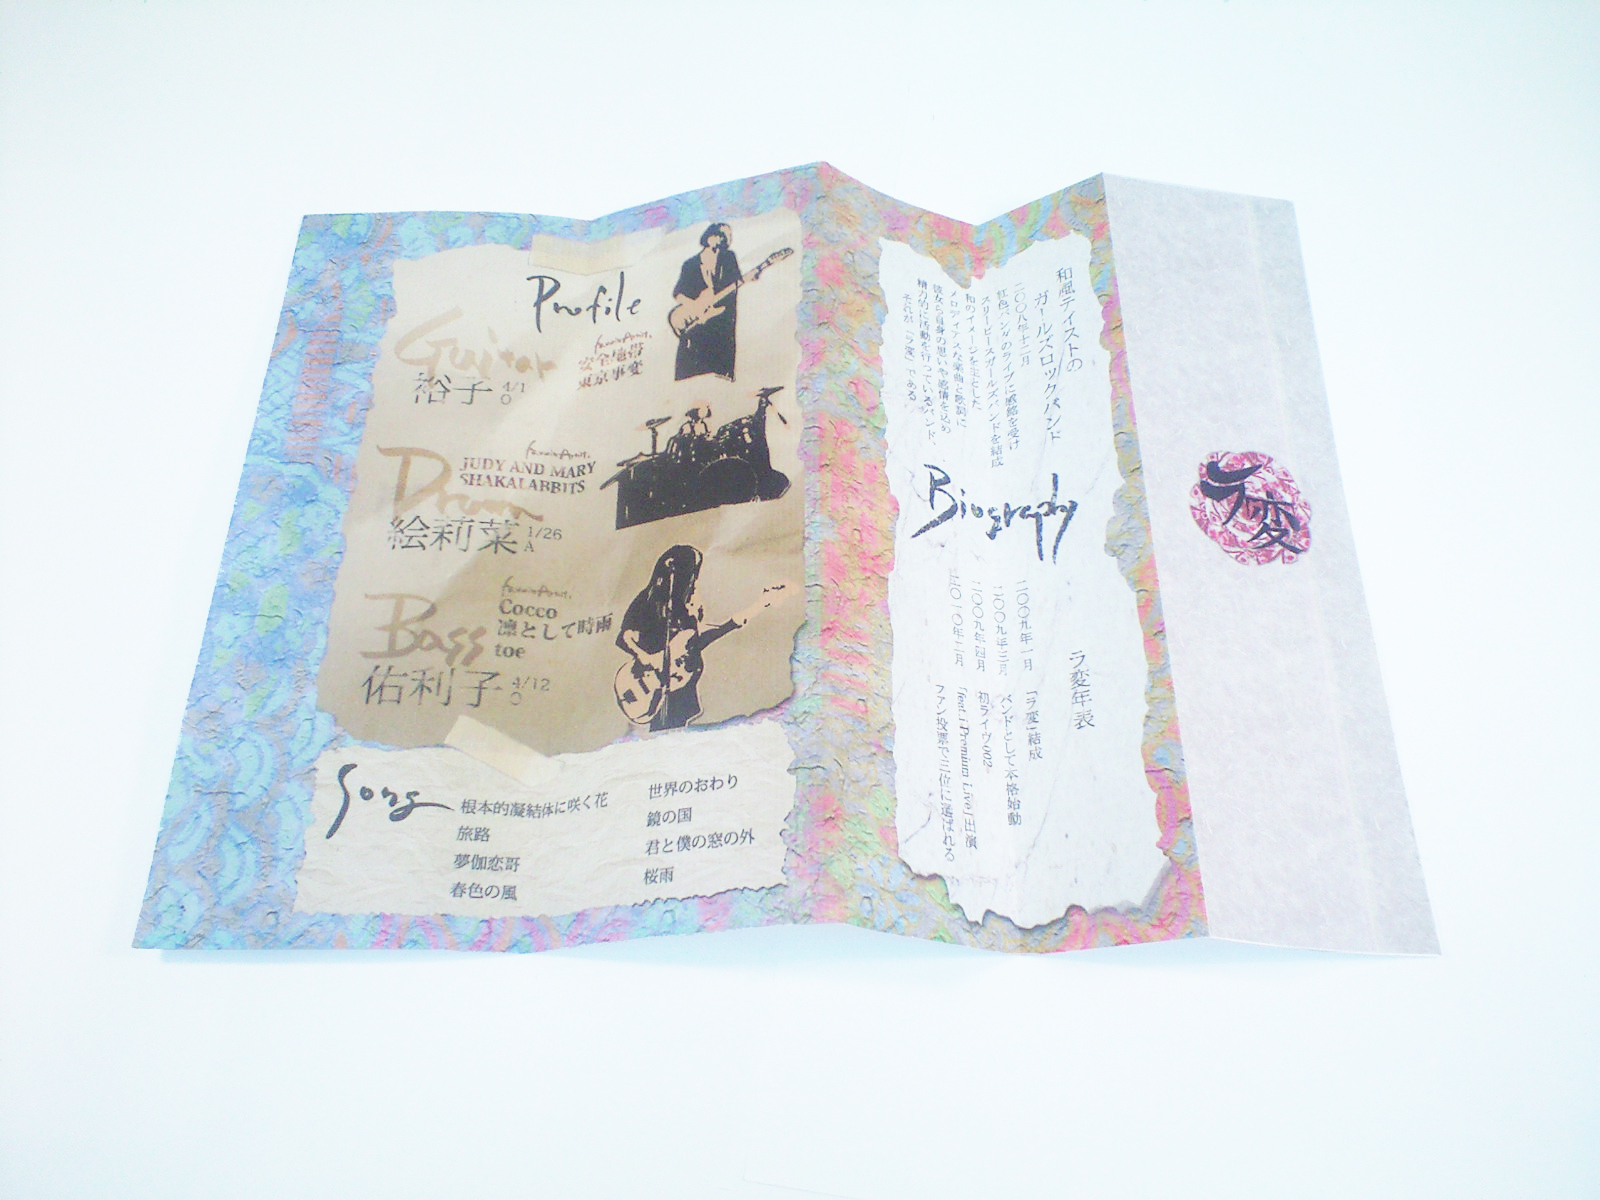 Profile
Guitar
Favorite Artist.
安全地帯
東京事変
裕子 4/1
O
Drum
Favorite Artist.
JUDY AND MARY
SHAKALABBITS
絵莉菜 1/26
A
Bass
Favorite Artist.
Cocco
凛として時雨
toe
佑利子 4/12
O
Song
根本的凝結体に咲く花
旅路
夢伽恋哥
春色の風
世界のおわり
鏡の国
君と僕の窓の外
桜雨
和風テイストの
ガールズロックバンド
二〇〇八年十二月
紅色バンドルのライブに感銘を受け
スリーピースガールズバンドを結成
和のイメージを主とした、
メロディアスな楽曲と歌詞に
彼女ら自身の思いや感情を込め
精力的に活動を行っているバンド、
それが「ラ変」である。
Biography
ラ変年表
二〇〇九年一月 「ラ変」結成
二〇〇九年三月 バンドとして本格始動
二〇〇九年四月 初ライヴ
二〇一〇年二月 出演
ファン投票で三位に選ばれる
ラ変